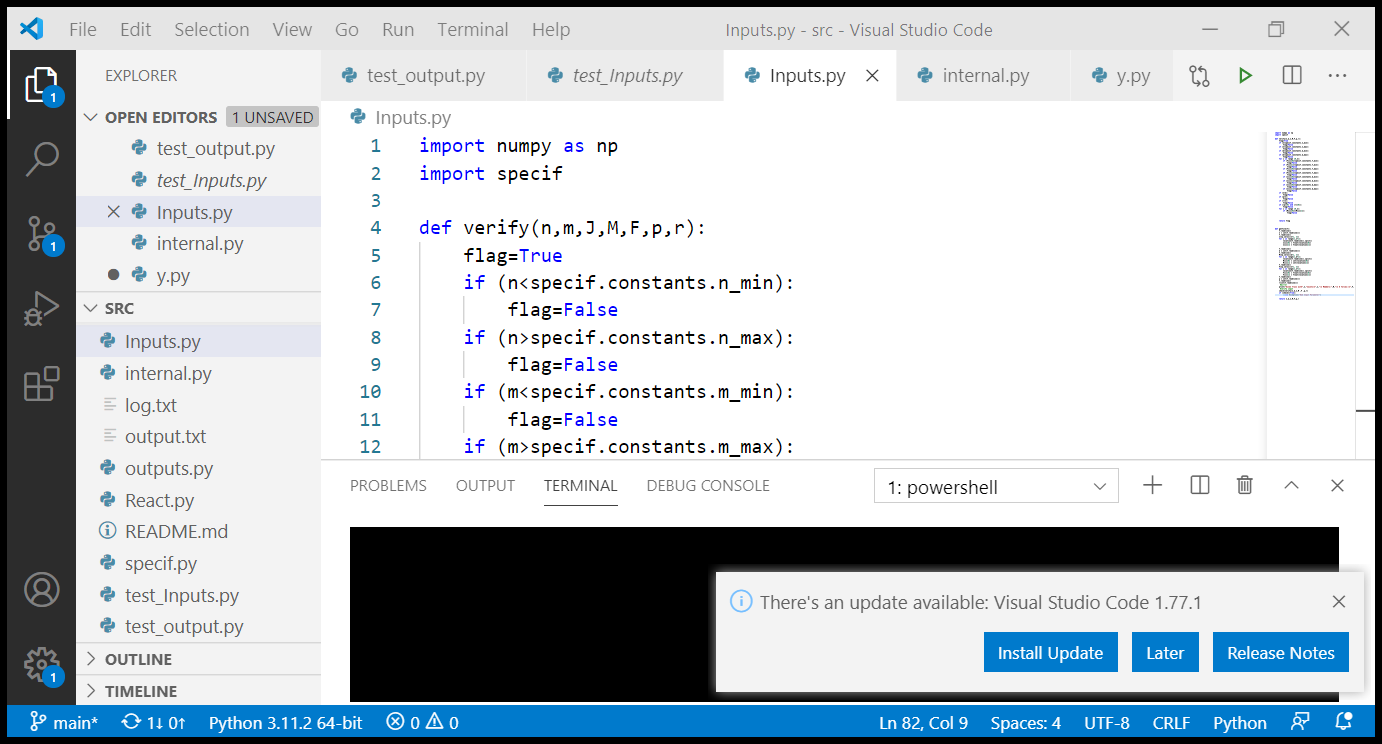 File Edit Selection View Go Run Terminal Help Inputs.py - src - Visual Studio Code
EXPLORER
OPEN EDITORS 1 UNSAVED
test_output.py
test_Inputs.py
Inputs.py
internal.py
y.py
SRC
Inputs.py
internal.py
log.txt
output.txt
outputs.py
React.py
README.md
specif.py
test_Inputs.py
test_output.py
OUTLINE
TIMELINE
1
1
1
test_output.py test_Inputs.py Inputs.py internal.py y.py
Inputs.py
1 import numpy as np
2 import specif
3
4 def verify(n,m,J,M,F,p,r):
5 flag=True
6 if (n<specif.constants.n_min):
7 flag=False
8 if (n>specif.constants.n_max):
9 flag=False
10 if (m<specif.constants.m_min):
11 flag=False
12 if (m>specif.constants.m_max):
PROBLEMS OUTPUT TERMINAL DEBUG CONSOLE 1: powershell
There's an update available: Visual Studio Code 1.77.1
Install Update Later Release Notes
main* 1↓ 0↑ Python 3.11.2 64-bit 0 0 Ln 82, Col 9 Spaces: 4 UTF-8 CRLF Python